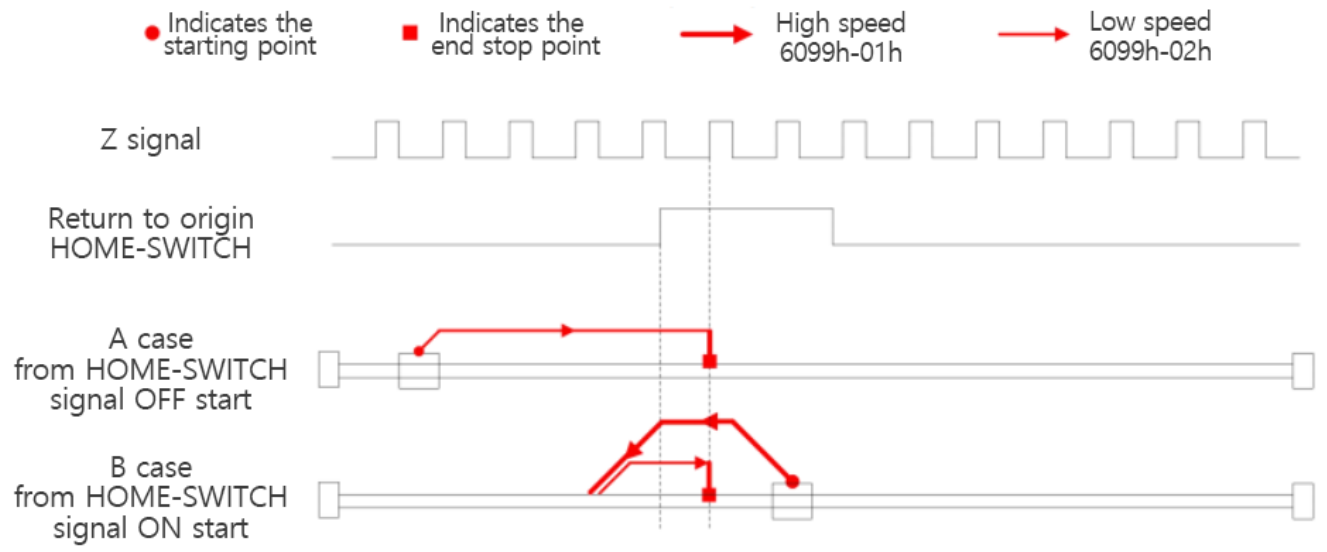 Indicates the
starting point
Indicates the
end stop point
High speed
6099h-01h
Low speed
6099h-02h
Z signal
Return to origin
HOME-SWITCH
A case
from HOME-SWITCH
signal OFF start
B case
from HOME-SWITCH
signal ON start